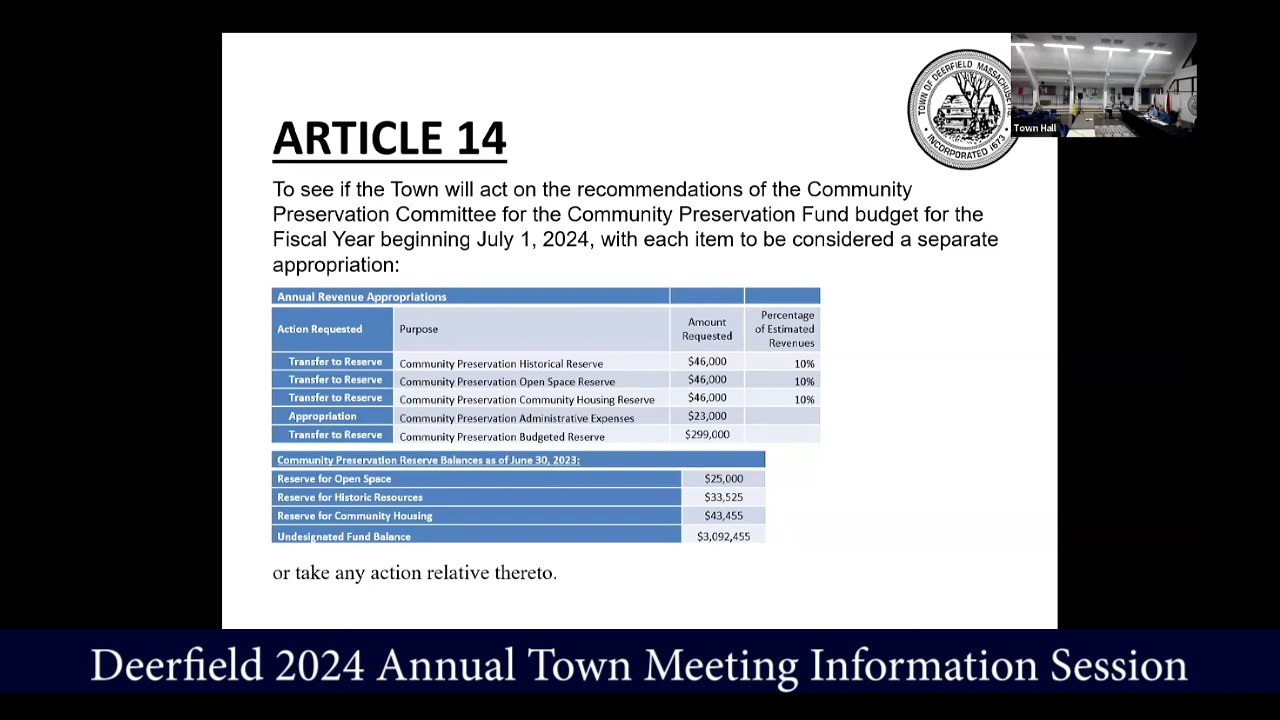 TOWN OF DEERFIELD MASSACHUSE
INCORPORATED 1673
Town Hall
ARTICLE 14
To see if the Town will act on the recommendations of the Community
Preservation Committee for the Community Preservation Fund budget for the
Fiscal Year beginning July 1, 2024, with each item to be considered a separate
appropriation:
Annual Revenue Appropriations
Action Requested Purpose Amount Requested Percentage of Estimated Revenues
Transfer to Reserve Community Preservation Historical Reserve $46,000 10%
Transfer to Reserve Community Preservation Open Space Reserve $46,000 10%
Transfer to Reserve Community Preservation Community Housing Reserve $46,000 10%
Appropriation Community Preservation Administrative Expenses $23,000
Transfer to Reserve Community Preservation Budgeted Reserve $299,000
Community Preservation Reserve Balances as of June 30, 2023:
Reserve for Open Space $25,000
Reserve for Historic Resources $33,525
Reserve for Community Housing $43,455
Undesignated Fund Balance $3,092,455
or take any action relative thereto.
Deerfield 2024 Annual Town Meeting Information Session